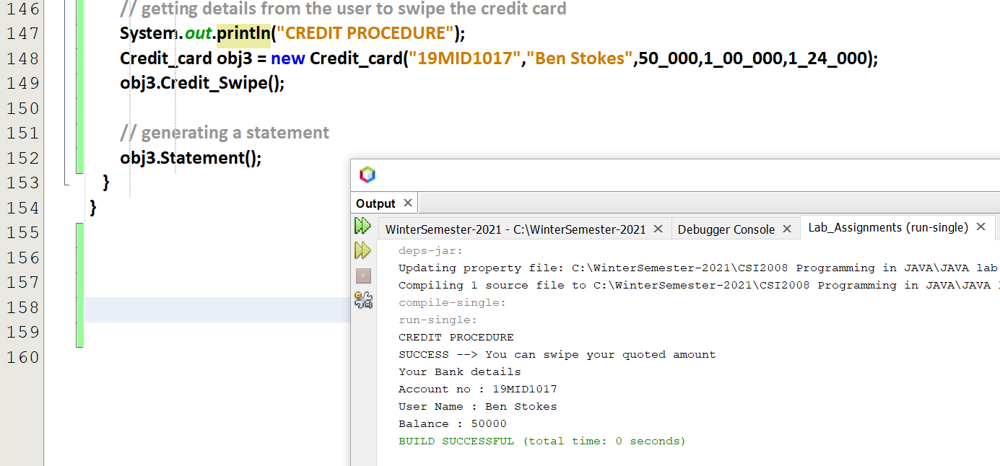 146 // getting details from the user to swipe the credit card
147 System.out.println("CREDIT PROCEDURE");
148 Credit_card obj3 = new Credit_card("19MID1017","Ben Stokes",50_000,1_00_000,1_24_000);
149 obj3.Credit_Swipe();
150
151 // generating a statement
152 obj3.Statement();
153 }
154 }
155
156
157
158
159
160
Output
WinterSemester-2021 - C:\WinterSemester-2021 Debugger Console Lab_Assignments (run-single)
deps-jar:
Updating property file: C:\WinterSemester-2021\CSI2008 Programming in JAVA\JAVA lab
Compiling 1 source file to C:\WinterSemester-2021\CSI2008 Programming in JAVA\JAVA
compile-single:
run-single:
CREDIT PROCEDURE
SUCCESS --> You can swipe your quoted amount
Your Bank details
Account no : 19MID1017
User Name : Ben Stokes
Balance : 50000
BUILD SUCCESSFUL (total time: 0 seconds)